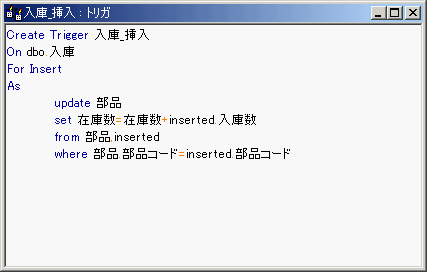 入庫_挿入 : トリガ
Create Trigger 入庫_挿入
On dbo.入庫
For Insert
As
update 部品
set 在庫数=在庫数+inserted.入庫数
from 部品,inserted
where 部品.部品コード=inserted.部品コード